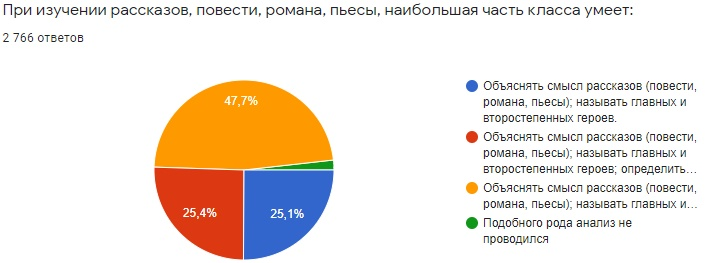 При изучении рассказов, повести, романа, пьесы, наибольшая часть класса умеет:
2 766 ответов
47,7%
25,4%
25,1%
Объяснять смысл рассказов (повести,
романа, пьесы); называть главных и
второстепенных героев.
Объяснять смысл рассказов (повести,
романа, пьесы); называть главных и
второстепенных героев; определить…
Объяснять смысл рассказов (повести,
романа, пьесы); называть главных и…
Подобного рода анализ не
проводился